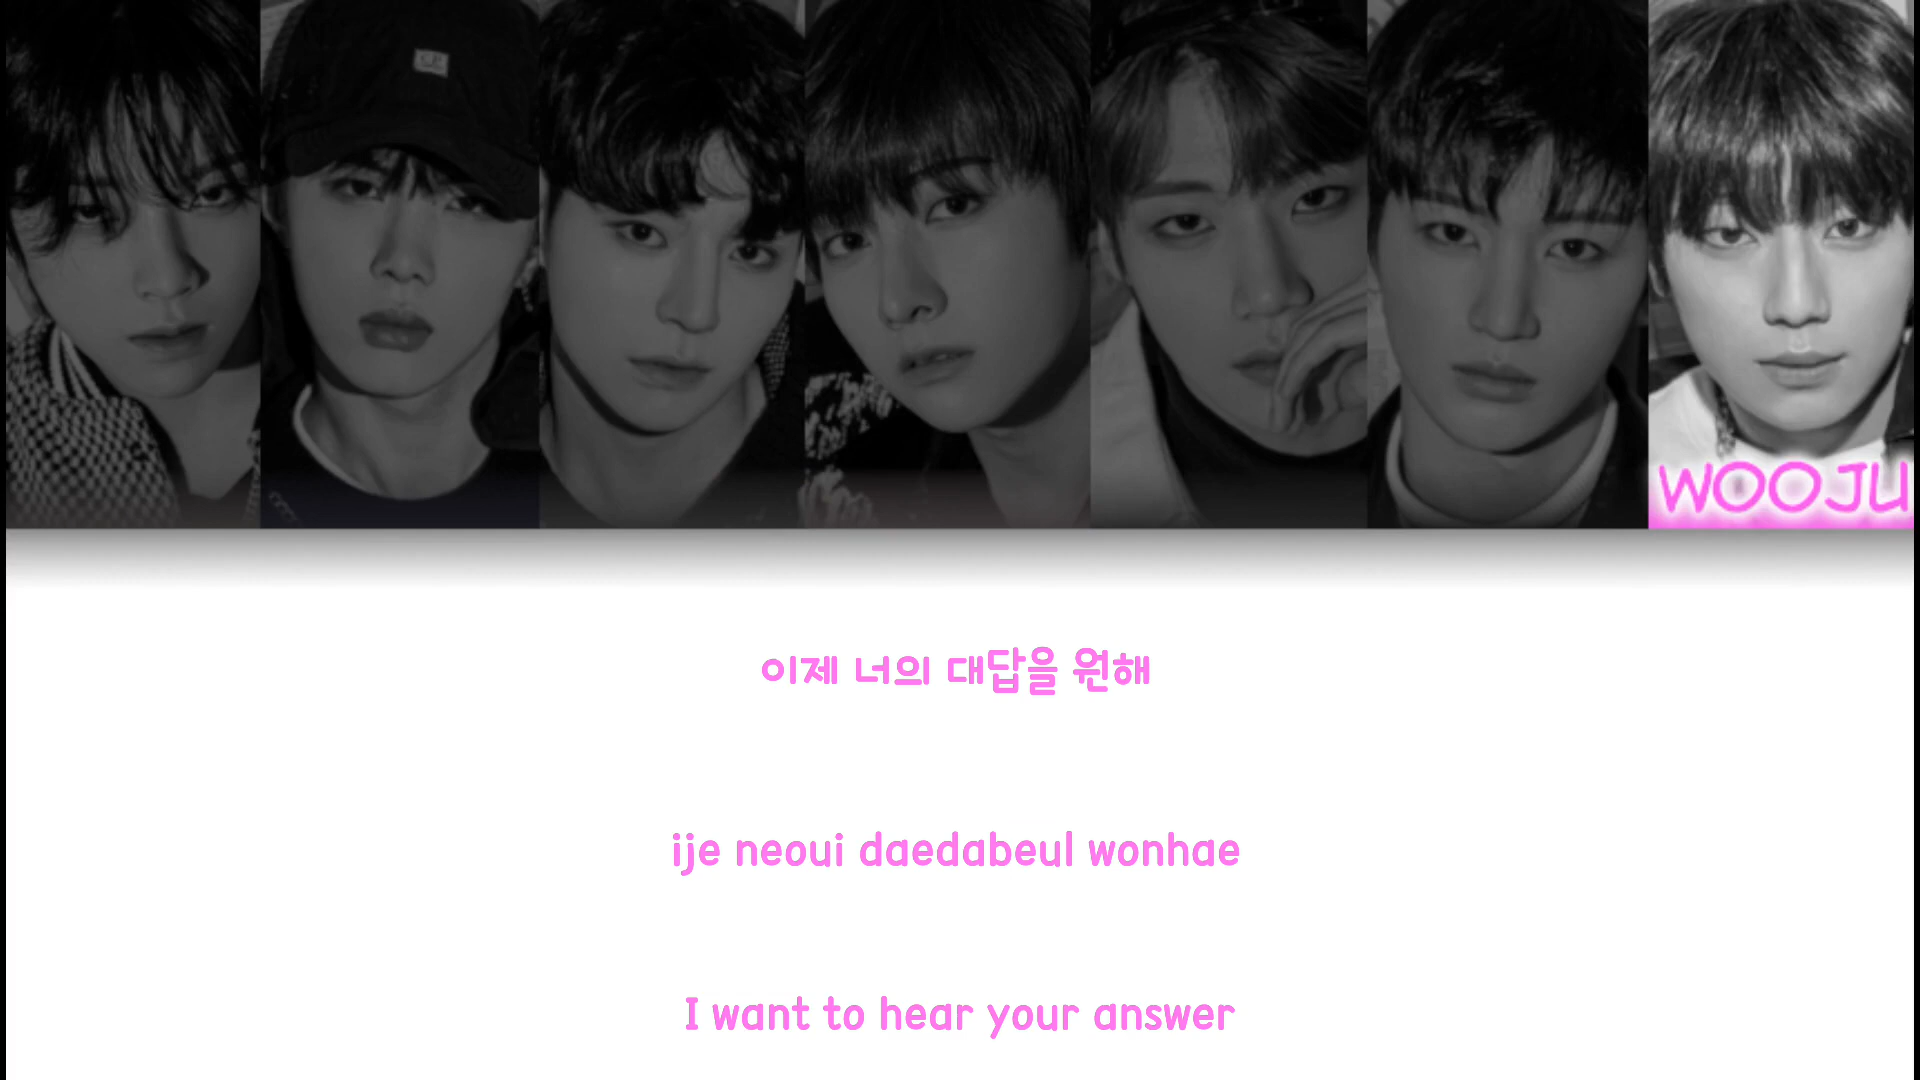 WOOJU
이제 너의 대답을 원해
ije neoui daedabeul wonhae
I want to hear your answer